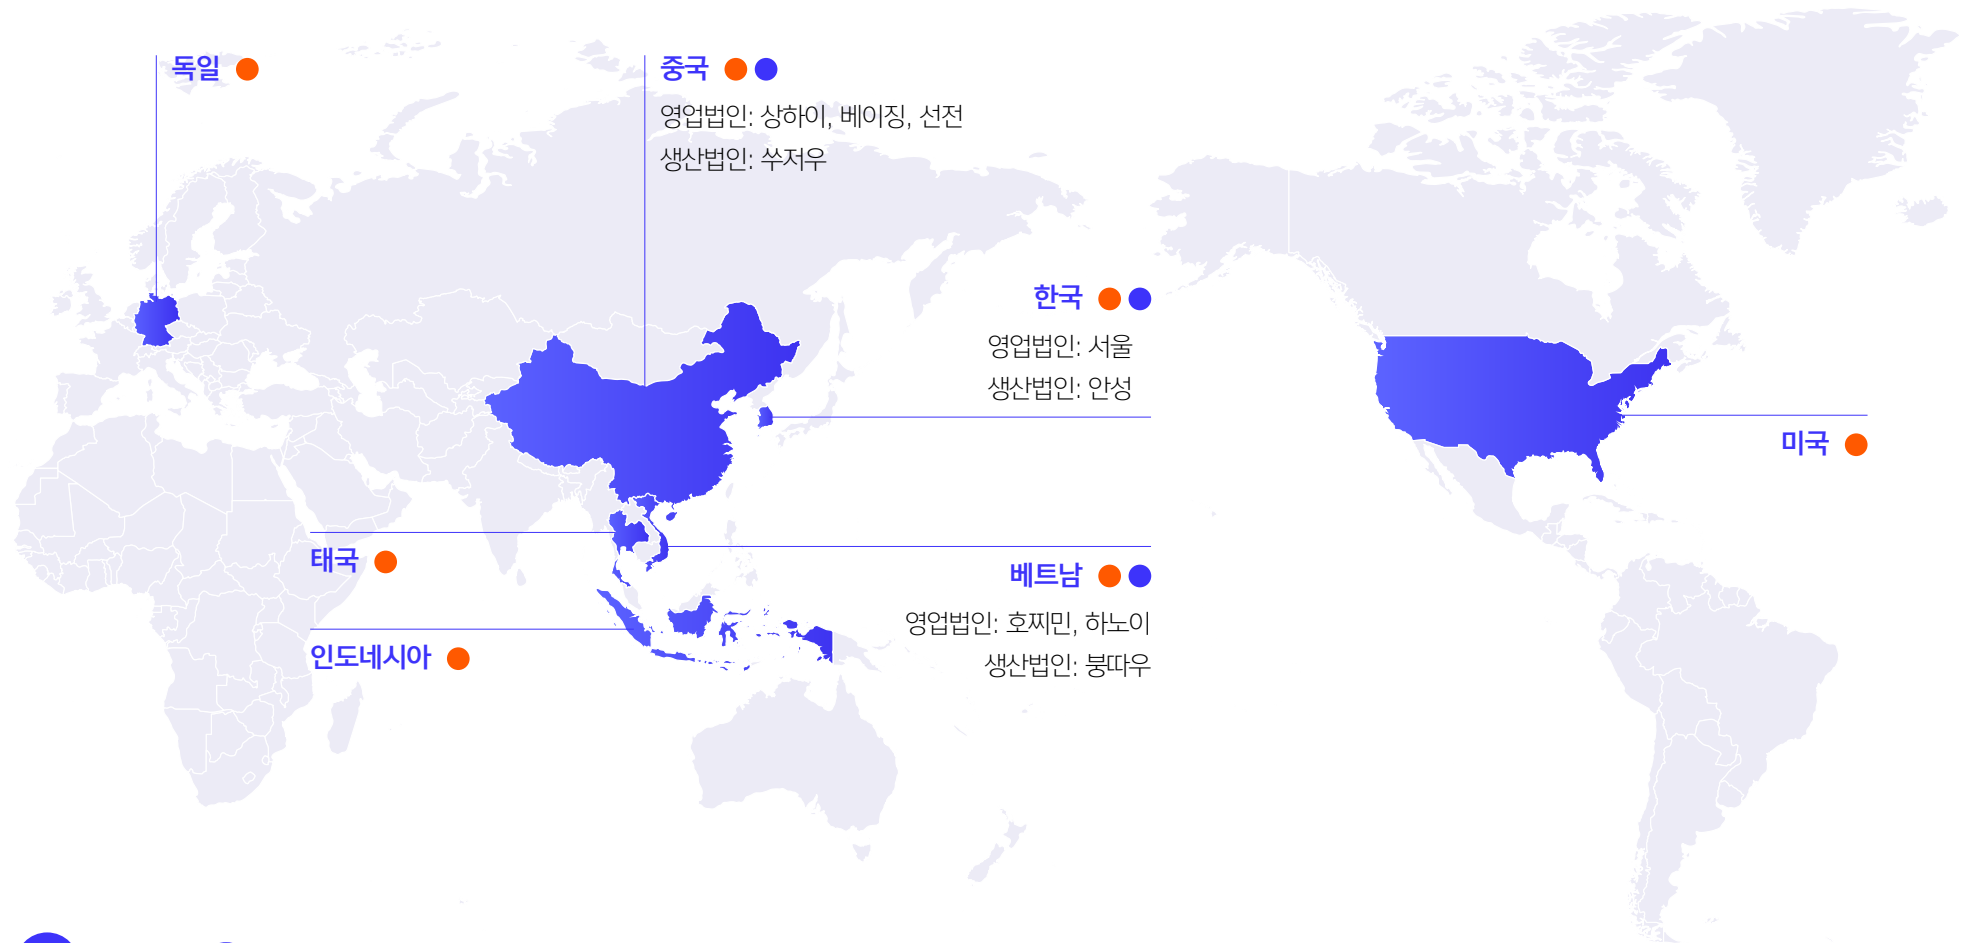 독일
중국
영업법인: 상하이, 베이징, 선전
생산법인: 쑤저우
한국
영업법인: 서울
생산법인: 안성
미국
태국
베트남
영업법인: 호찌민, 하노이
생산법인: 붕따우
인도네시아